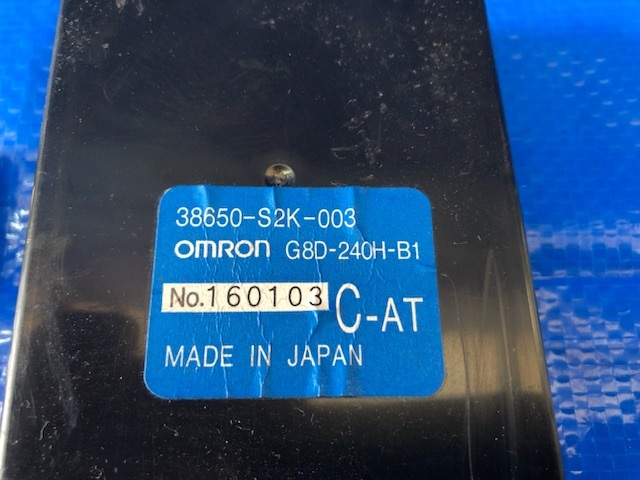 38650-S2K-003
OMRON G8D-240H-B1
No.160103 C-AT
MADE IN JAPAN